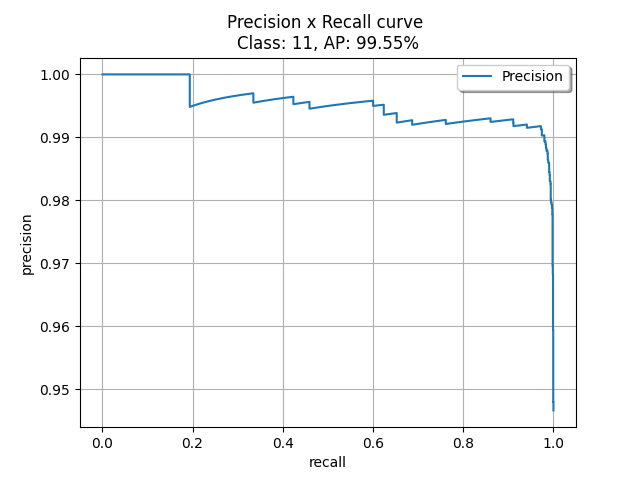 Precision x Recall curve
Class: 11, AP: 99.55%
Precision
1.00
0.99
0.98
0.97
0.96
0.95
precision
0.0 0.2 0.4 0.6 0.8 1.0
recall